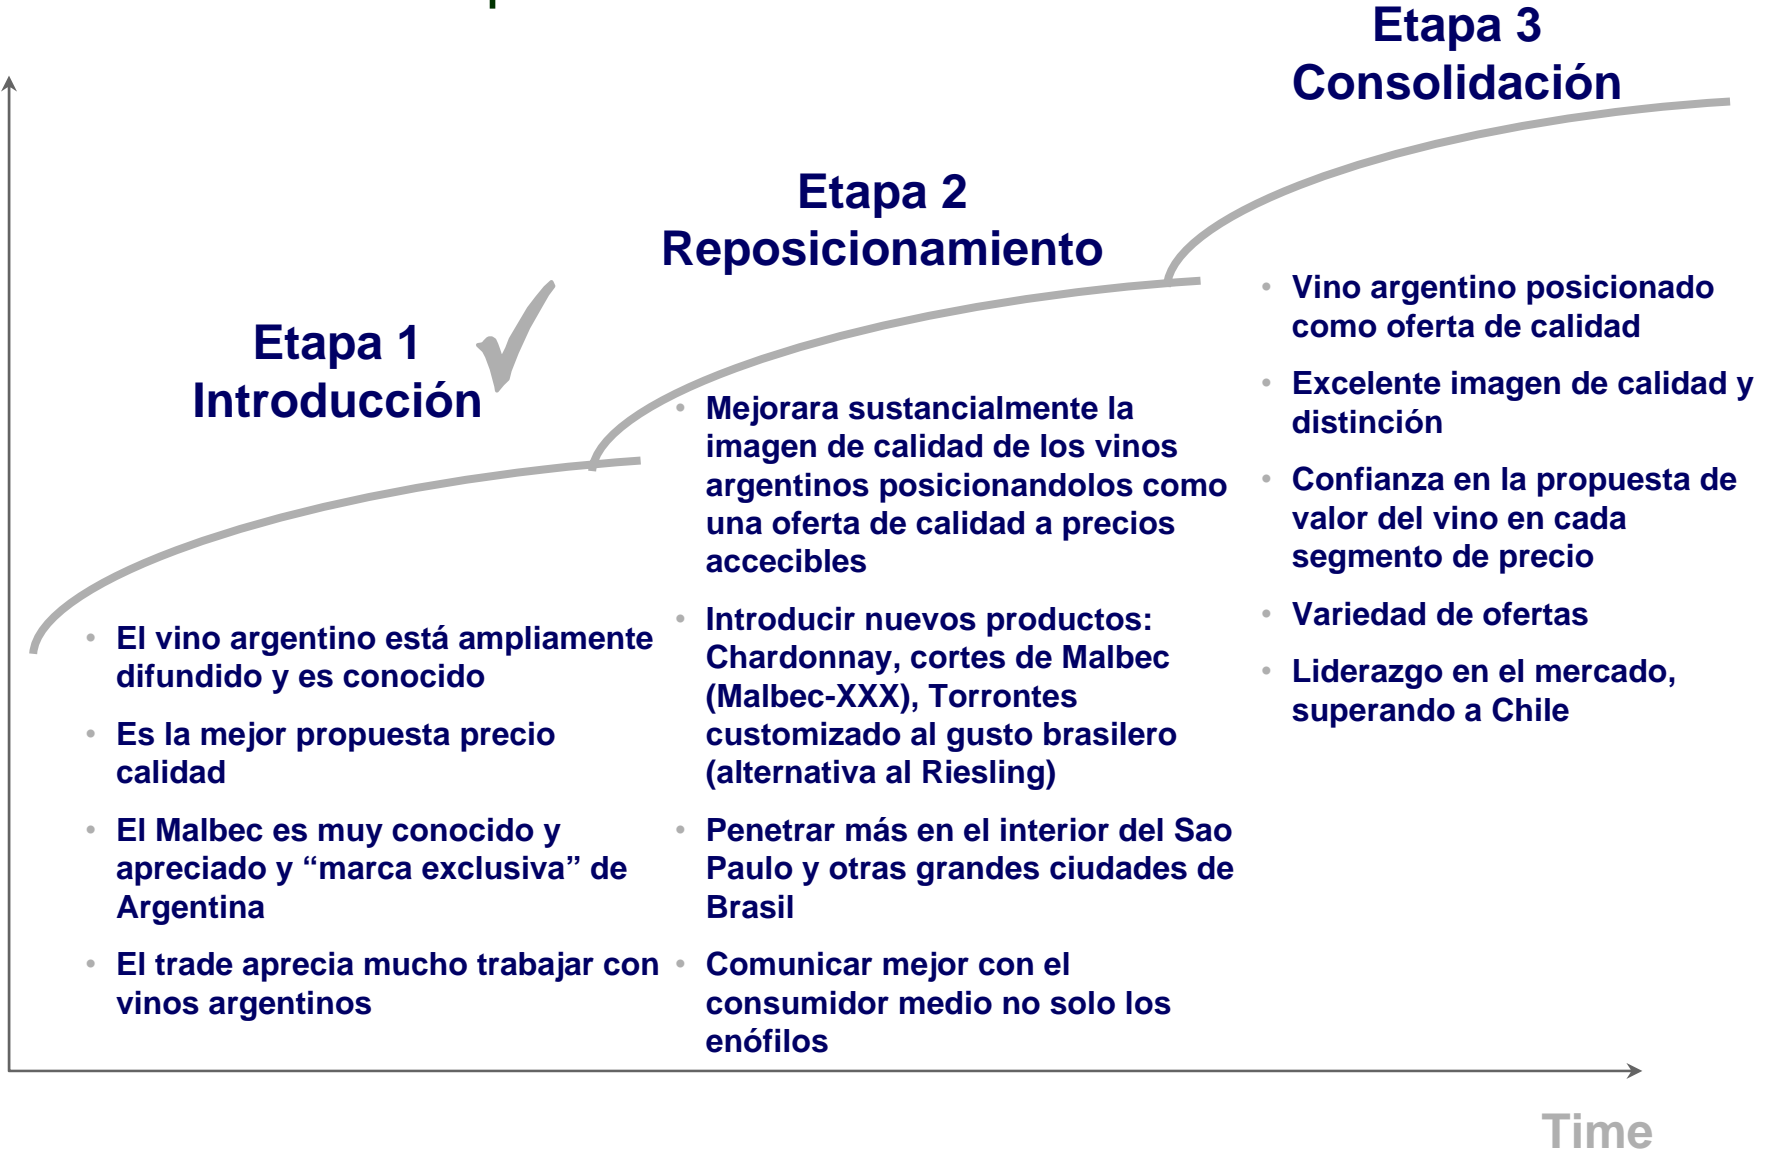 Etapa 1
Introducción
El vino argentino está ampliamente
difundido y es conocido
Es la mejor propuesta precio
calidad
El Malbec es muy conocido y
apreciado y “marca exclusiva” de
Argentina
El trade aprecia mucho trabajar con
vinos argentinos
Etapa 2
Reposicionamiento
Mejorara sustancialmente la
imagen de calidad de los vinos
argentinos posicionandolos como
una oferta de calidad a precios
accecibles
Introducir nuevos productos:
Chardonnay, cortes de Malbec
(Malbec-XXX), Torrontes
customizado al gusto brasilero
(alternativa al Riesling)
Penetrar más en el interior del Sao
Paulo y otras grandes ciudades de
Brasil
Comunicar mejor con el
consumidor medio no solo los
enófilos
Etapa 3
Consolidación
Vino argentino posicionado
como oferta de calidad
Excelente imagen de calidad y
distinción
Confianza en la propuesta de
valor del vino en cada
segmento de precio
Variedad de ofertas
Liderazgo en el mercado,
superando a Chile
Time